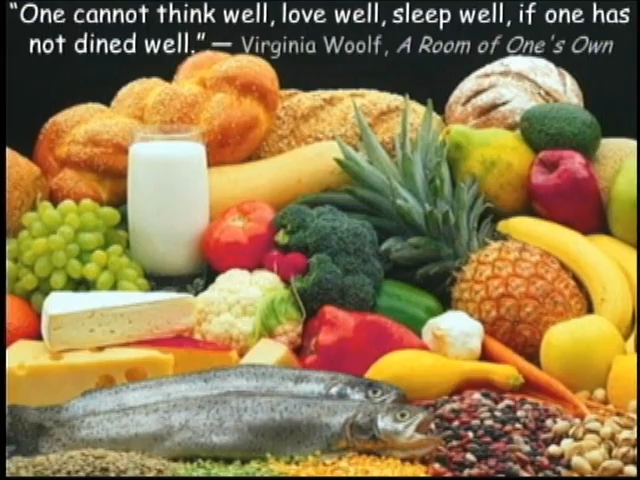 “One cannot think well, love well, sleep well, if one has
not dined well.” ― Virginia Woolf, A Room of One's Own